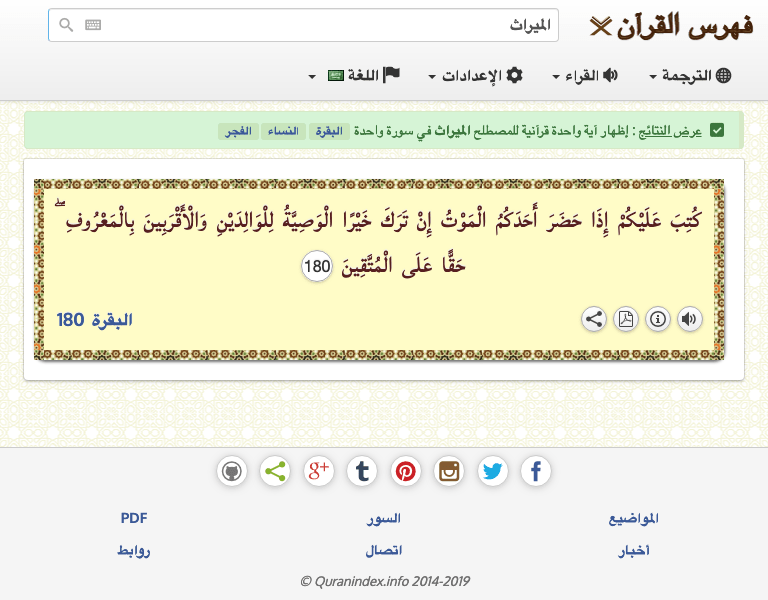 فهرس القرآن
الميراث
الترجمة
القراء
الإعدادات
اللغة
عرض النتائج : إظهار آية واحدة قرآنية للمصطلح الميراث في سورة واحدة البقرة النساء الفجر
كُتِبَ عَلَيْكُمْ إِذَا حَضَرَ أَحَدَكُمُ الْمَوْتُ إِنْ تَرَكَ خَيْرًا الْوَصِيَّةُ لِلْوَالِدَيْنِ وَالْأَقْرَبِينَ بِالْمَعْرُوفِ ۖ
حَقًّا عَلَى الْمُتَّقِينَ 180
البقرة 180
المواضيع
السور
PDF
أخبار
اتصال
روابط
© Quranindex.info 2014-2019